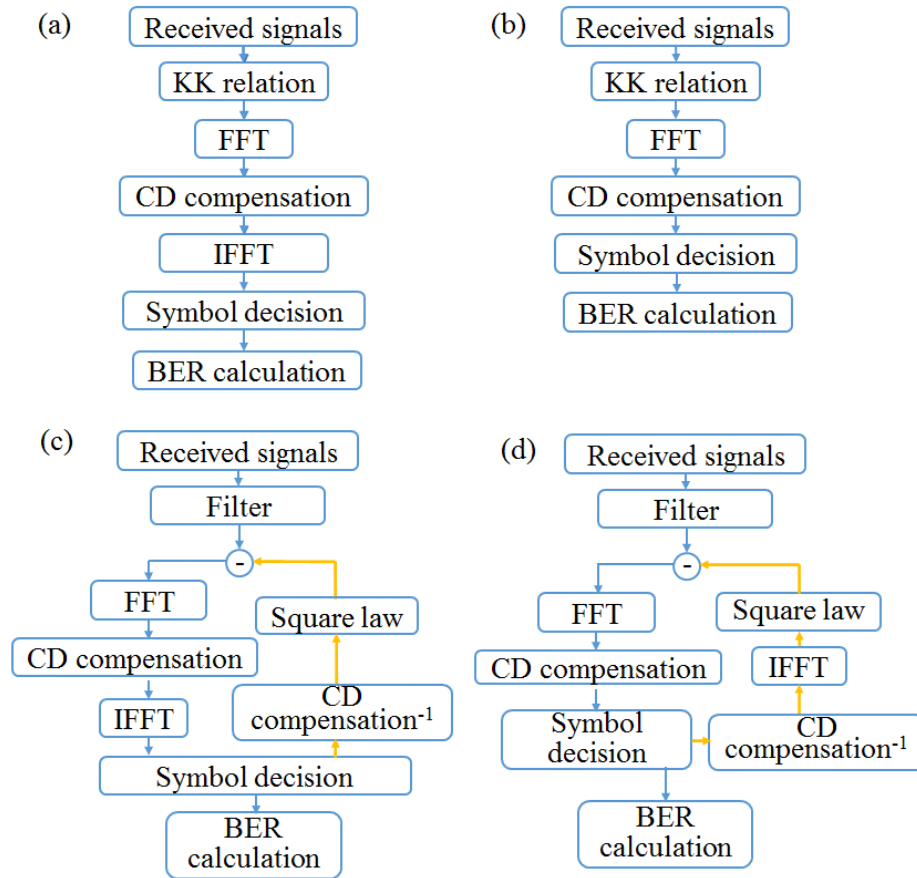 (a)
Received signals
KK relation
FFT
CD compensation
IFFT
Symbol decision
BER calculation
(b)
Received signals
KK relation
FFT
CD compensation
Symbol decision
BER calculation
(c)
Received signals
Filter
-
FFT
CD compensation
IFFT
Symbol decision
CD
compensation⁻¹
Square law
BER
calculation
(d)
Received signals
Filter
-
FFT
CD compensation
Symbol
decision
CD
compensation⁻¹
IFFT
Square law
BER
calculation